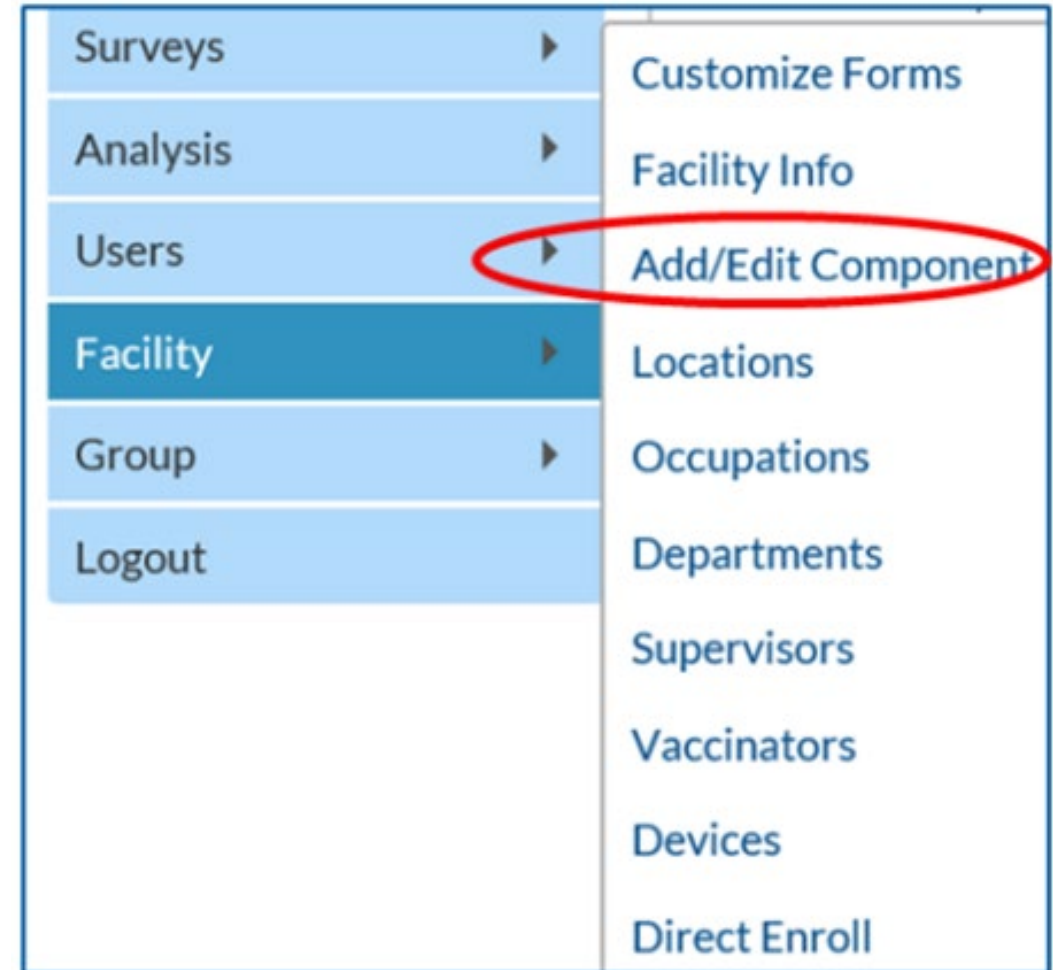 Surveys
Analysis
Users
Facility
Group
Logout
Customize Forms
Facility Info
Add/Edit Component
Locations
Occupations
Departments
Supervisors
Vaccinators
Devices
Direct Enroll